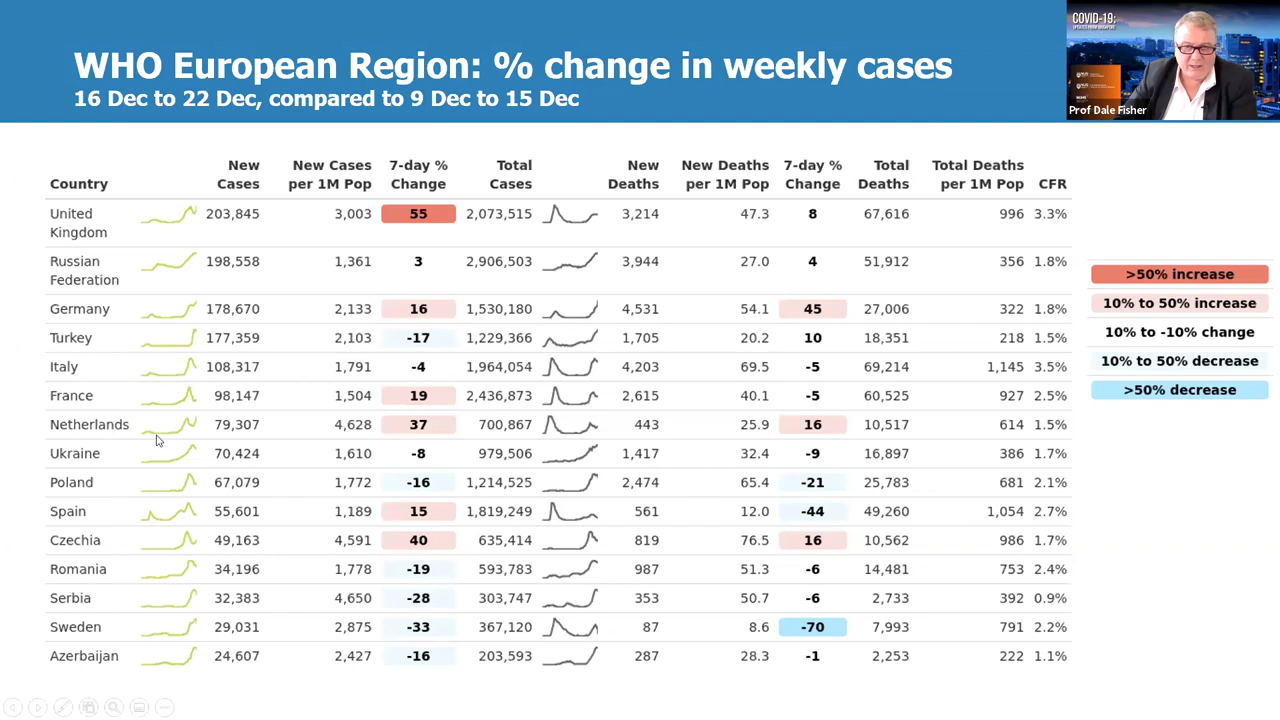 WHO European Region: % change in weekly cases
16 Dec to 22 Dec, compared to 9 Dec to 15 Dec
COVID-19:
Prof Dale Fisher
Country New Cases New Cases per 1M Pop 7-day % Change Total Cases New Deaths New Deaths per 1M Pop 7-day % Change Total Deaths Total Deaths per 1M Pop CFR
United Kingdom 203,845 3,003 55 2,073,515 3,214 47.3 8 67,616 996 3.3%
Russian Federation 198,558 1,361 3 2,906,503 3,944 27.0 4 51,912 356 1.8%
Germany 178,670 2,133 16 1,530,180 4,531 54.1 45 27,006 322 1.8%
Turkey 177,359 2,103 -17 1,229,366 1,705 20.2 10 18,351 218 1.5%
Italy 108,317 1,791 -4 1,964,054 4,203 69.5 -5 69,214 1,145 3.5%
France 98,147 1,504 19 2,436,873 2,615 40.1 -5 60,525 927 2.5%
Netherlands 79,307 4,628 37 700,867 443 25.9 16 10,517 614 1.5%
Ukraine 70,424 1,610 -8 979,506 1,417 32.4 -9 16,897 386 1.7%
Poland 67,079 1,772 -16 1,214,525 2,474 65.4 -21 25,783 681 2.1%
Spain 55,601 1,189 15 1,819,249 561 12.0 -44 49,260 1,054 2.7%
Czechia 49,163 4,591 40 635,414 819 76.5 16 10,562 986 1.7%
Romania 34,196 1,778 -19 593,783 987 51.3 -6 14,481 753 2.4%
Serbia 32,383 4,650 -28 303,747 353 50.7 -6 2,733 392 0.9%
Sweden 29,031 2,875 -33 367,120 87 8.6 -70 7,993 791 2.2%
Azerbaijan 24,607 2,427 -16 203,593 287 28.3 -1 2,253 222 1.1%
>50% increase
10% to 50% increase
10% to -10% change
10% to 50% decrease
>50% decrease